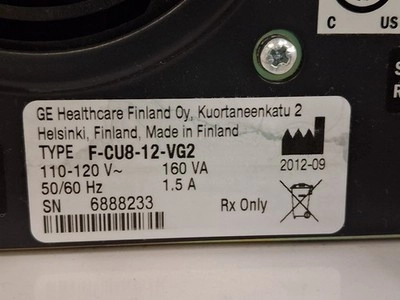 C US
GE Healthcare Finland Oy, Kuortaneenkatu 2
Helsinki, Finland, Made in Finland
TYPE F-CU8-12-VG2
110-120 V~ 160 VA
50/60 Hz 1.5 A
2012-09
SN 6888233 Rx Only